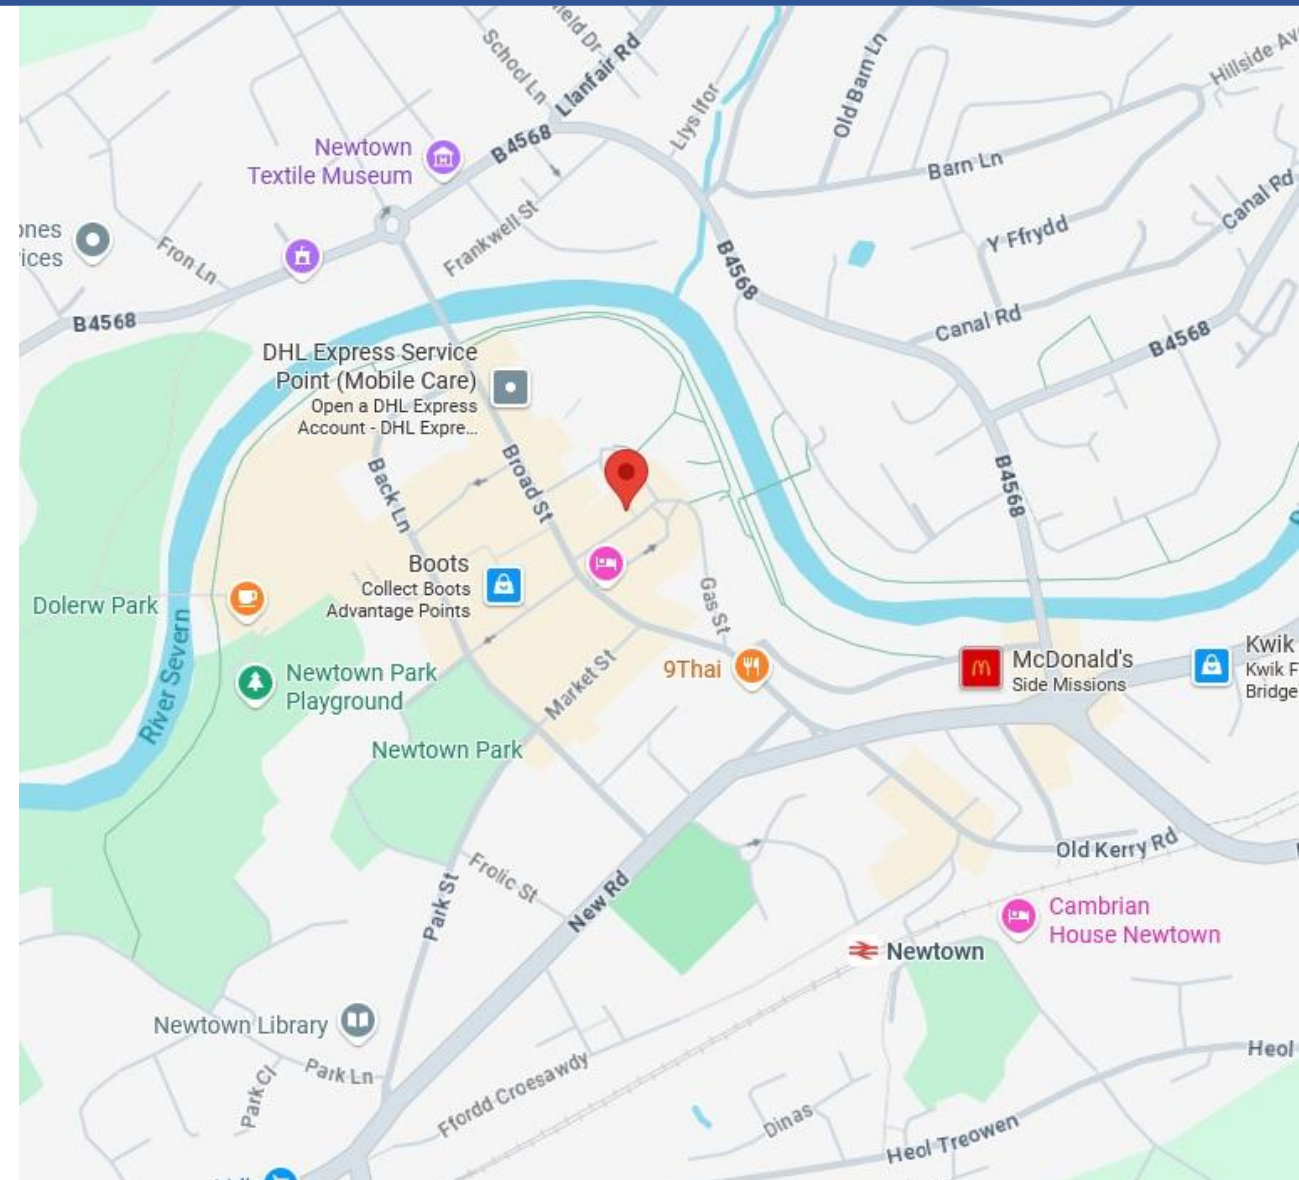 School Ln
Llanfair Rd
Llys Ifor
Old Barn Ln
Hillside
B4568
Newtown
Textile Museum
Barn Ln
Canal Rd
Fron Ln
Frankwell St
Y Ffrydd
B4568
B4568
Canal Rd
B4568
DHL Express Service
Point (Mobile Care)
Open a DHL Express
Account - DHL Expre...
Back Ln
Broad St
B4568
Boots
Collect Boots
Advantage Points
Dolerw Park
Gas St
River Severn
Newtown Park
Playground
Market St
9Thai
McDonald's
Side Missions
Kwik
Kwik F
Bridge
Newtown Park
Old Kerry Rd
Frolic St
Park St
New Rd
Cambrian
House Newtown
Newtown
Newtown Library
Park Ln
Park Cl
Ffordd Croesawdy
Heol
Dinas
Heol Treowen